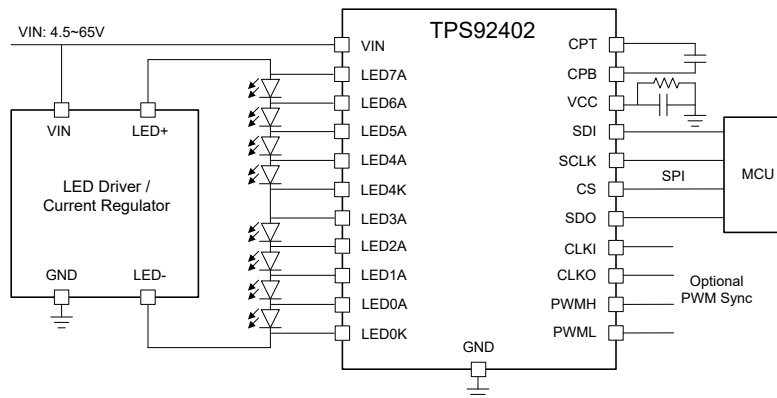 VIN: 4.5~65V
VIN
LED+
LED Driver /
Current Regulator
GND
LED-
TPS92402
VIN
LED7A
LED6A
LED5A
LED4A
LED4K
LED3A
LED2A
LED1A
LED0A
LED0K
GND
CPT
CPB
VCC
SDI
SCLK
CS
SDO
CLKI
CLKO
PWMH
PWML
SPI
MCU
Optional
PWM Sync